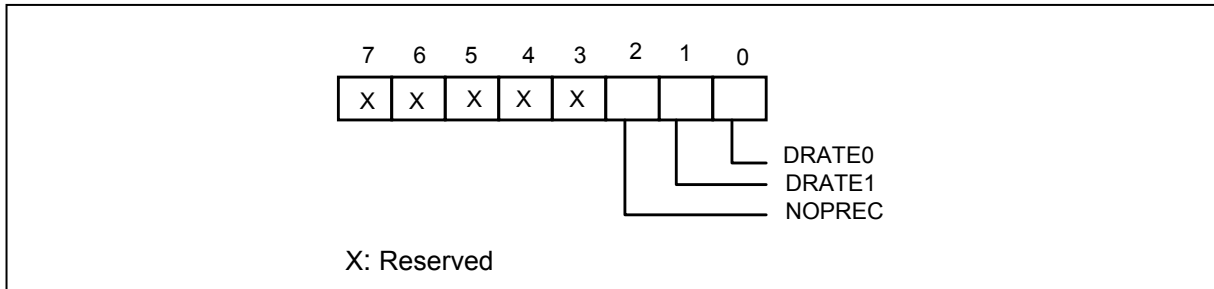 7 6 5 4 3 2 1 0
X X X X X
DRATE0
DRATE1
NOPREC
X: Reserved